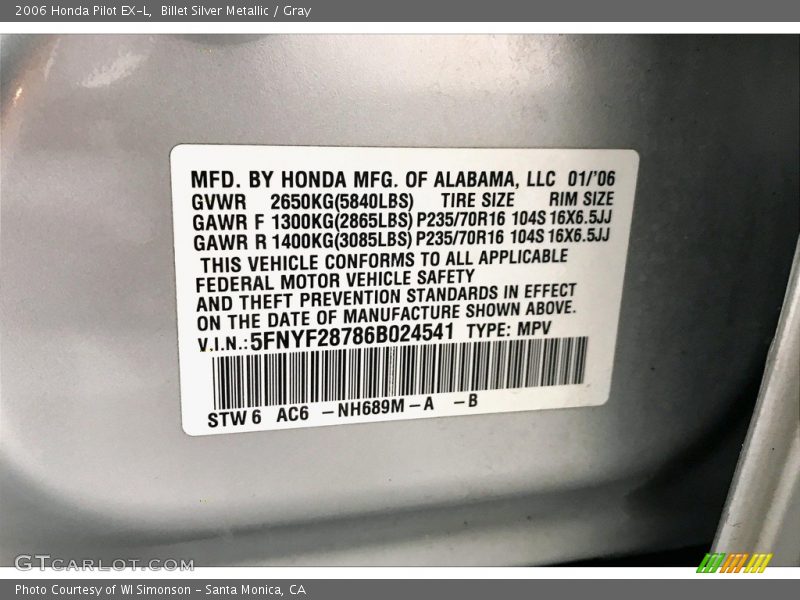 2006 Honda Pilot EX-L, Billet Silver Metallic / Gray
MFD. BY HONDA MFG. OF ALABAMA, LLC 01/'06
GVWR 2650KG(5840LBS) TIRE SIZE RIM SIZE
GAWR F 1300KG(2865LBS) P235/70R16 104S 16X6.5JJ
GAWR R 1400KG(3085LBS) P235/70R16 104S 16X6.5JJ
THIS VEHICLE CONFORMS TO ALL APPLICABLE
FEDERAL MOTOR VEHICLE SAFETY
AND THEFT PREVENTION STANDARDS IN EFFECT
ON THE DATE OF MANUFACTURE SHOWN ABOVE.
V.I.N.:5FNYF28786B024541 TYPE: MPV
STW 6 AC6 –NH689M–A –B
GTCARLOT.COM
Photo Courtesy of WI Simonson - Santa Monica, CA